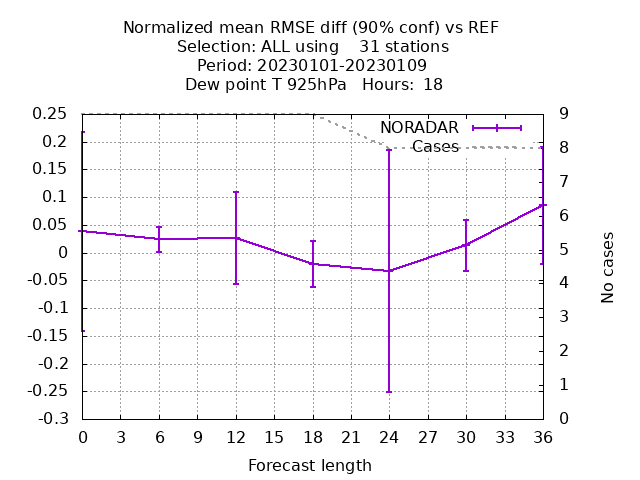 Normalized mean RMSE diff (90% conf) vs REF
Selection: ALL using    31 stations
Period: 20230101-20230109
Dew point T 925hPa   Hours:  18
NORADAR
Cases
0.25
0.2
0.15
0.1
0.05
0
-0.05
-0.1
-0.15
-0.2
-0.25
-0.3
9
8
7
6
5
4
3
2
1
0
No cases
0 3 6 9 12 15 18 21 24 27 30 33 36
Forecast length